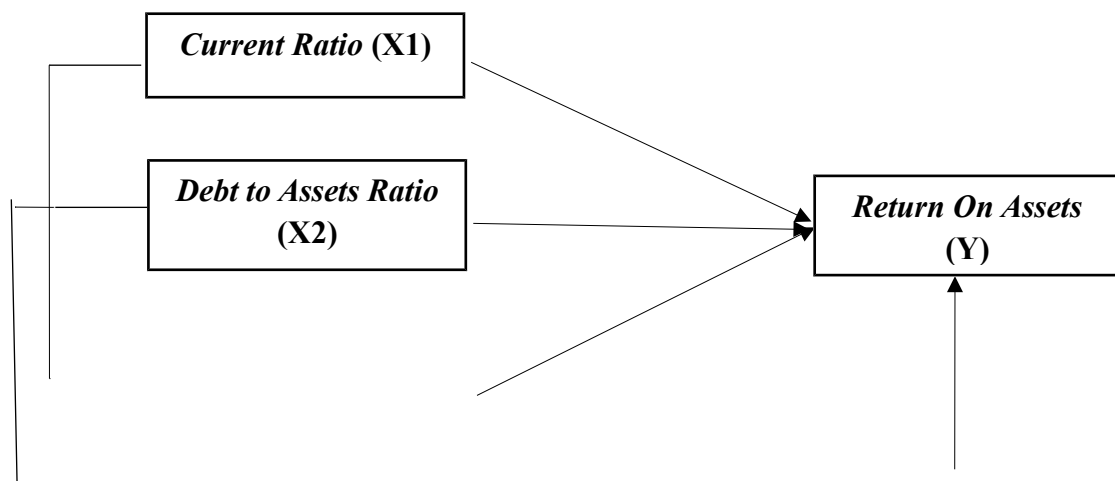 Current Ratio (X1)
Debt to Assets Ratio
(X2)
Return On Assets
(Y)